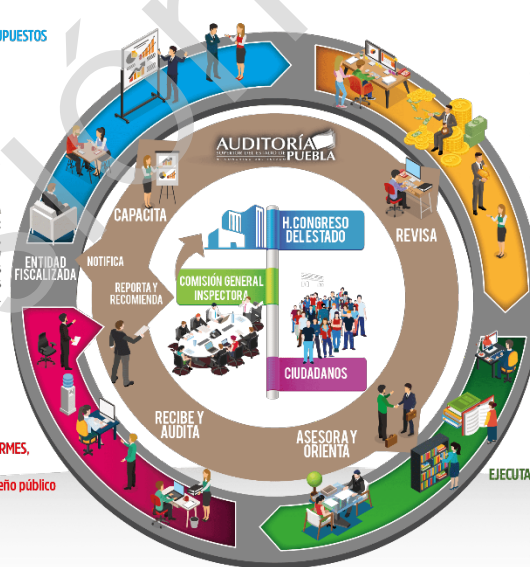 UPUESTOS
AUDITORÍA
PUEBLA
CAPACITA
REVISA
H.CONGRESO
DEL ESTADO
ENTIDAD
FISCALIZADA
NOTIFICA
REPORTA Y
RECOMIENDA
COMISIÓN GENERAL
INSPECTORA
CIUDADANOS
RECIBE Y
AUDITA
ASESORA Y
ORIENTA
RMES,
eño público
EJECUTA